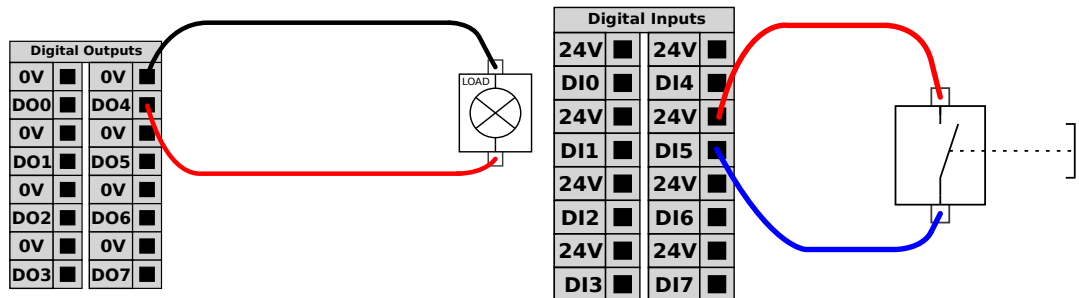 Digital Outputs
0V 0V
DO0 DO4
0V 0V
DO1 DO5
0V 0V
DO2 DO6
0V 0V
DO3 DO7
LOAD
Digital Inputs
24V 24V
DI0 DI4
24V 24V
DI1 DI5
24V 24V
DI2 DI6
24V 24V
DI3 DI7